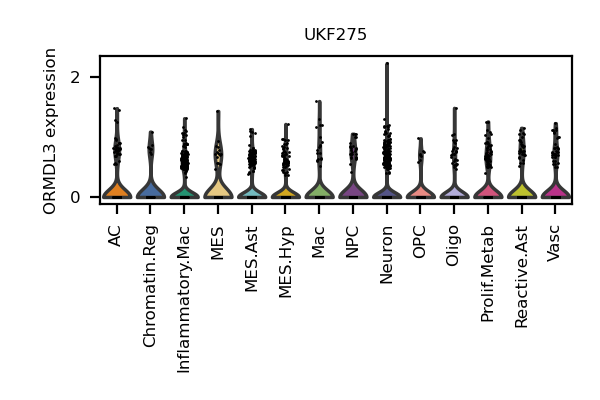 UKF275
ORMDL3 expression
2
0
AC
Chromatin.Reg
Inflammatory.Mac
MES
MES.Ast
MES.Hyp
Mac
NPC
Neuron
OPC
Oligo
Prolif.Metab
Reactive.Ast
Vasc